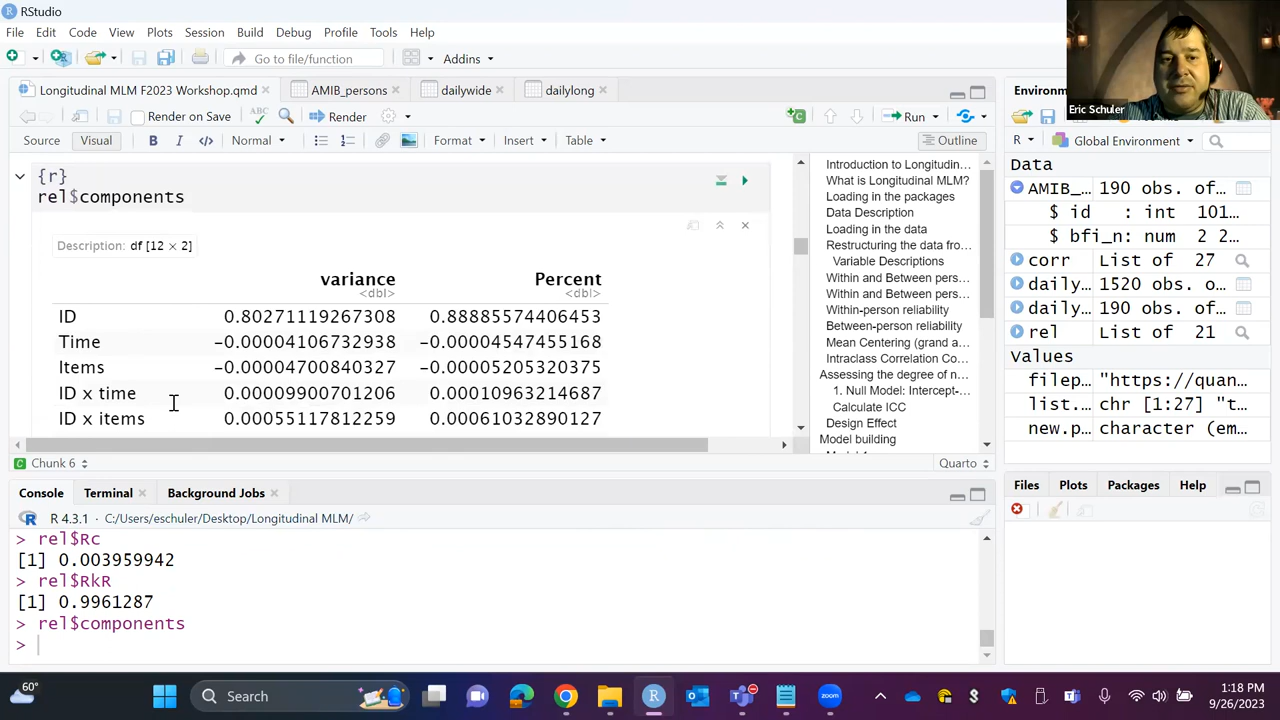 RStudio
File Edit Code View Plots Session Build Debug Profile Tools Help
Go to file/function
Addins
Longitudinal MLM F2023 Workshop.qmd
AMIB_persons
dailywide
dailylong
Render on Save
ABC
Render
Run
Source
Visual
B
I
</>
Normal
Format
Insert
Table
Outline
{r}
rel$components
Description: df [12 × 2]
variance Percent
<dbl> <dbl>
ID 0.80271119267308 0.88885574406453
Time -0.00004106732938 -0.00004547455168
Items -0.00004700840327 -0.00005205320375
ID x time 0.00009900701206 0.00010963214687
ID x items 0.00055117812259 0.00061032890127
Introduction to Longitudin...
What is Longitudinal MLM?
Loading in the packages
Data Description
Loading in the data
Restructuring the data fro...
Variable Descriptions
Within and Between pers...
Within and Between pers...
Within-person reliability
Between-person reliability
Mean Centering (grand a...
Intraclass Correlation Co...
Assessing the degree of n...
1. Null Model: Intercept-...
Calculate ICC
Design Effect
Model building
Chunk 6
Quarto
Console
Terminal
Background Jobs
R 4.3.1 · C:/Users/eschuler/Desktop/Longitudinal MLM/
> rel$Rc
[1] 0.003959942
> rel$RkR
[1] 0.9961287
> rel$components
>
Environm
Eric Schuler
R
Global Environment
Data
AMIB_… 190 obs. of…
$ id : int 101…
$ bfi_n: num 2 2…
corr List of 27
daily… 1520 obs. o…
daily… 190 obs. of…
rel List of 21
Values
filep… "https://quan…
list.… chr [1:27] "t…
new.p… character (em…
Files
Plots
Packages
Help
60°
Search
zoom
1:18 PM
9/26/2023